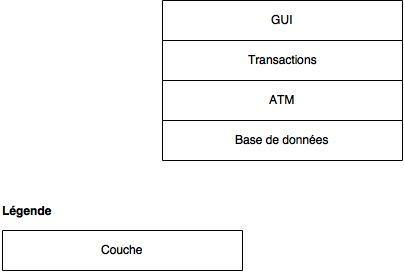 GUI
Transactions
ATM
Base de données
Légende
Couche